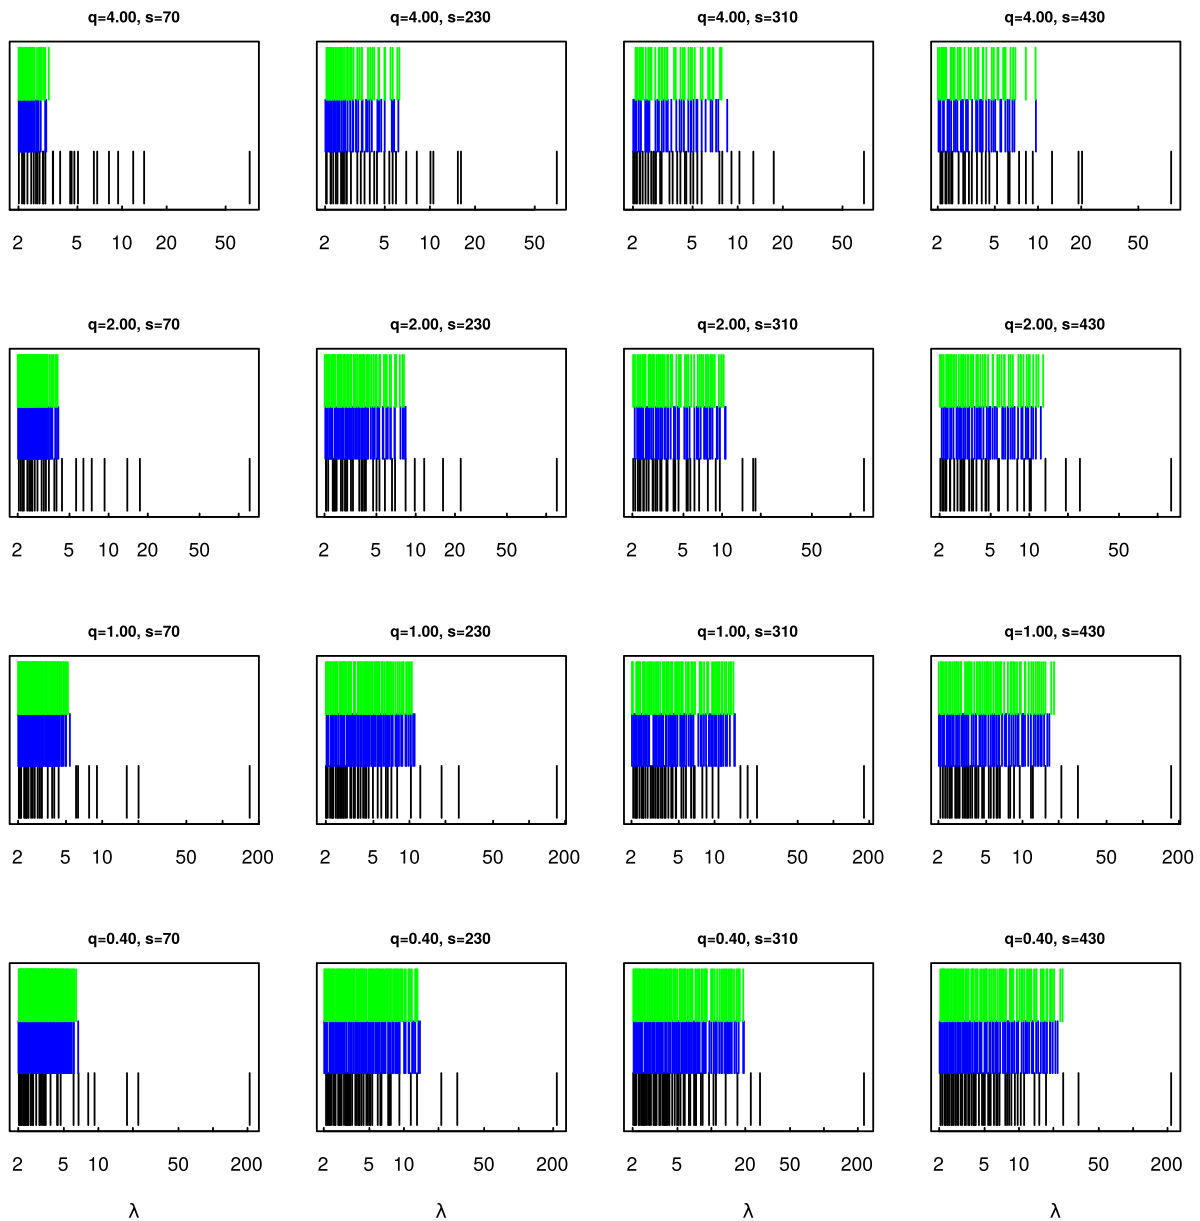 q=4.00, s=70 q=4.00, s=230 q=4.00, s=310 q=4.00, s=430
2 5 10 20 50 2 5 10 20 50 2 5 10 20 50 2 5 10 20 50
q=2.00, s=70 q=2.00, s=230 q=2.00, s=310 q=2.00, s=430
2 5 10 20 50 2 5 10 20 50 2 5 10 50 2 5 10 50
q=1.00, s=70 q=1.00, s=230 q=1.00, s=310 q=1.00, s=430
2 5 10 50 200 2 5 10 50 200 2 5 10 50 200 2 5 10 50 200
q=0.40, s=70 q=0.40, s=230 q=0.40, s=310 q=0.40, s=430
2 5 10 50 200 2 5 10 50 200 2 5 20 50 200 2 5 10 50 200
λ λ λ λ